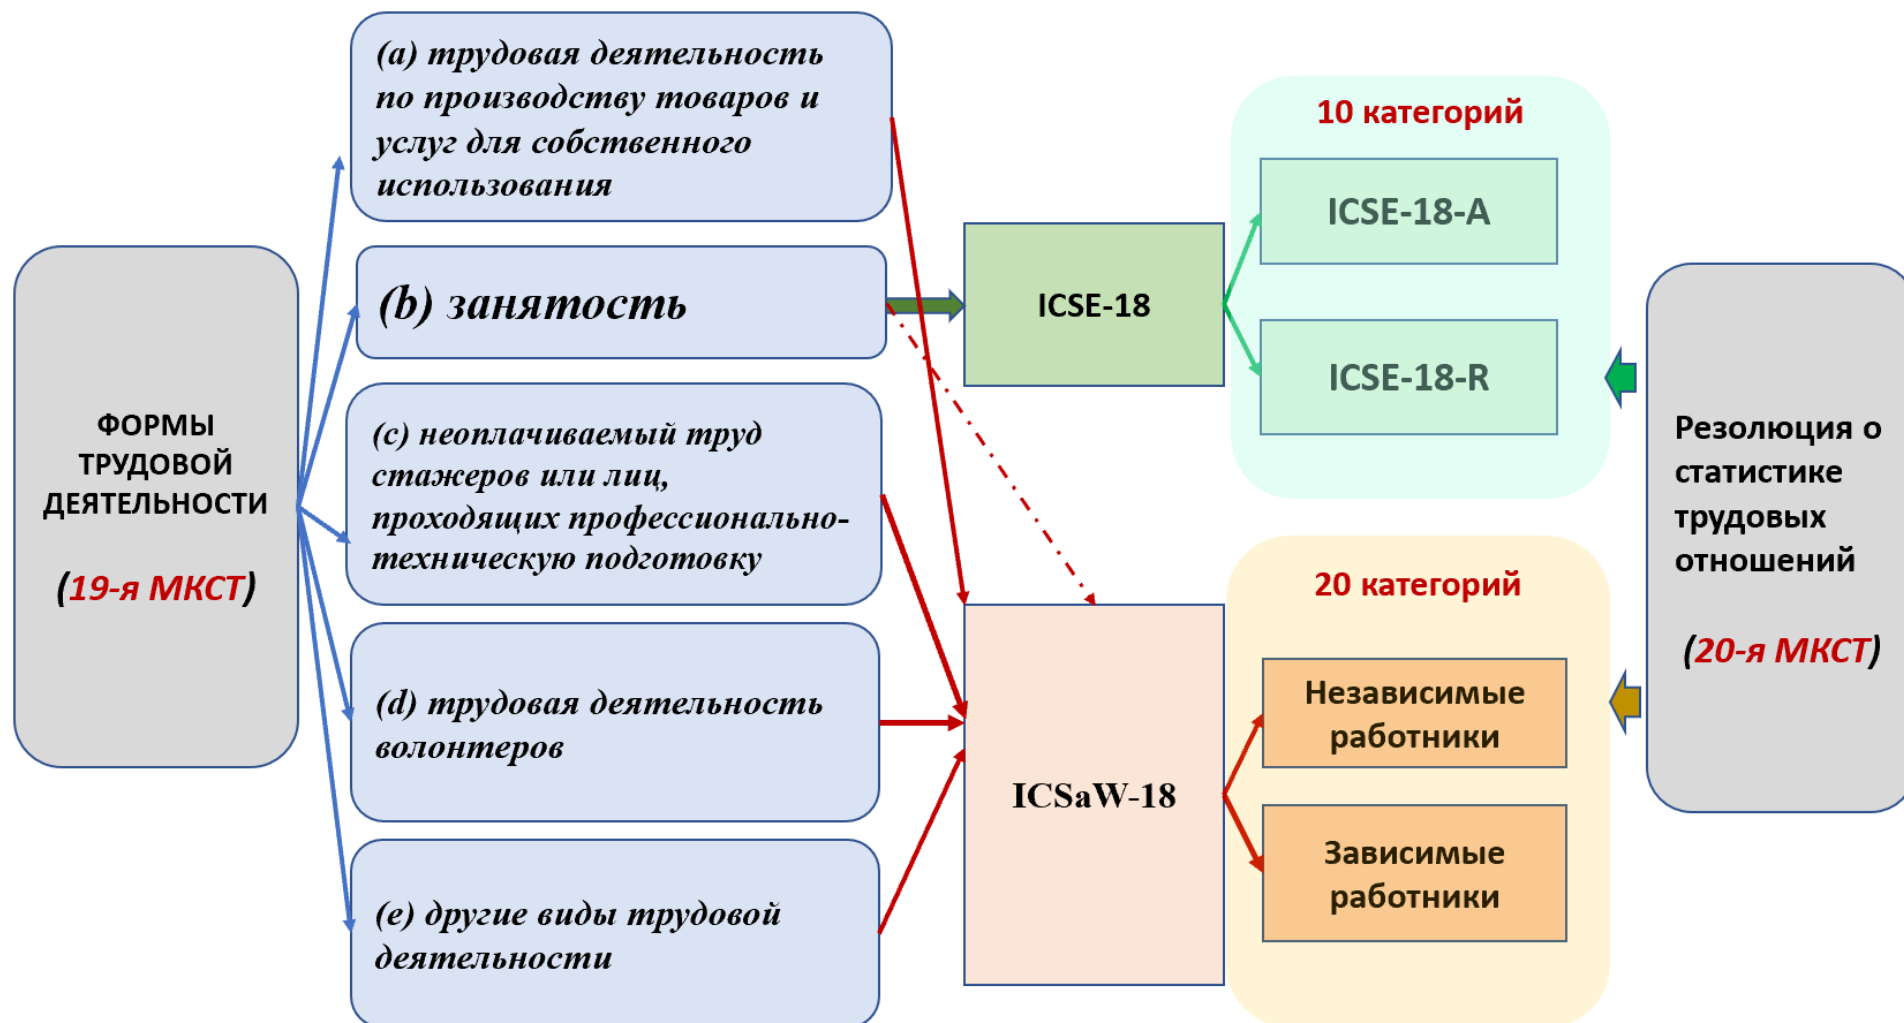 ФОРМЫ
ТРУДОВОЙ
ДЕЯТЕЛЬНОСТИ
(19-я МКСТ)
(a) трудовая деятельность
по производству товаров и
услуг для собственного
использования
(b) занятость
(c) неоплачиваемый труд
стажеров или лиц,
проходящих профессионально-
техническую подготовку
(d) трудовая деятельность
волонтеров
(e) другие виды трудовой
деятельности
ICSE-18
ICSaW-18
10 категорий
ICSE-18-A
ICSE-18-R
20 категорий
Независимые
работники
Зависимые
работники
Резолюция о
статистике
трудовых
отношений
(20-я МКСТ)